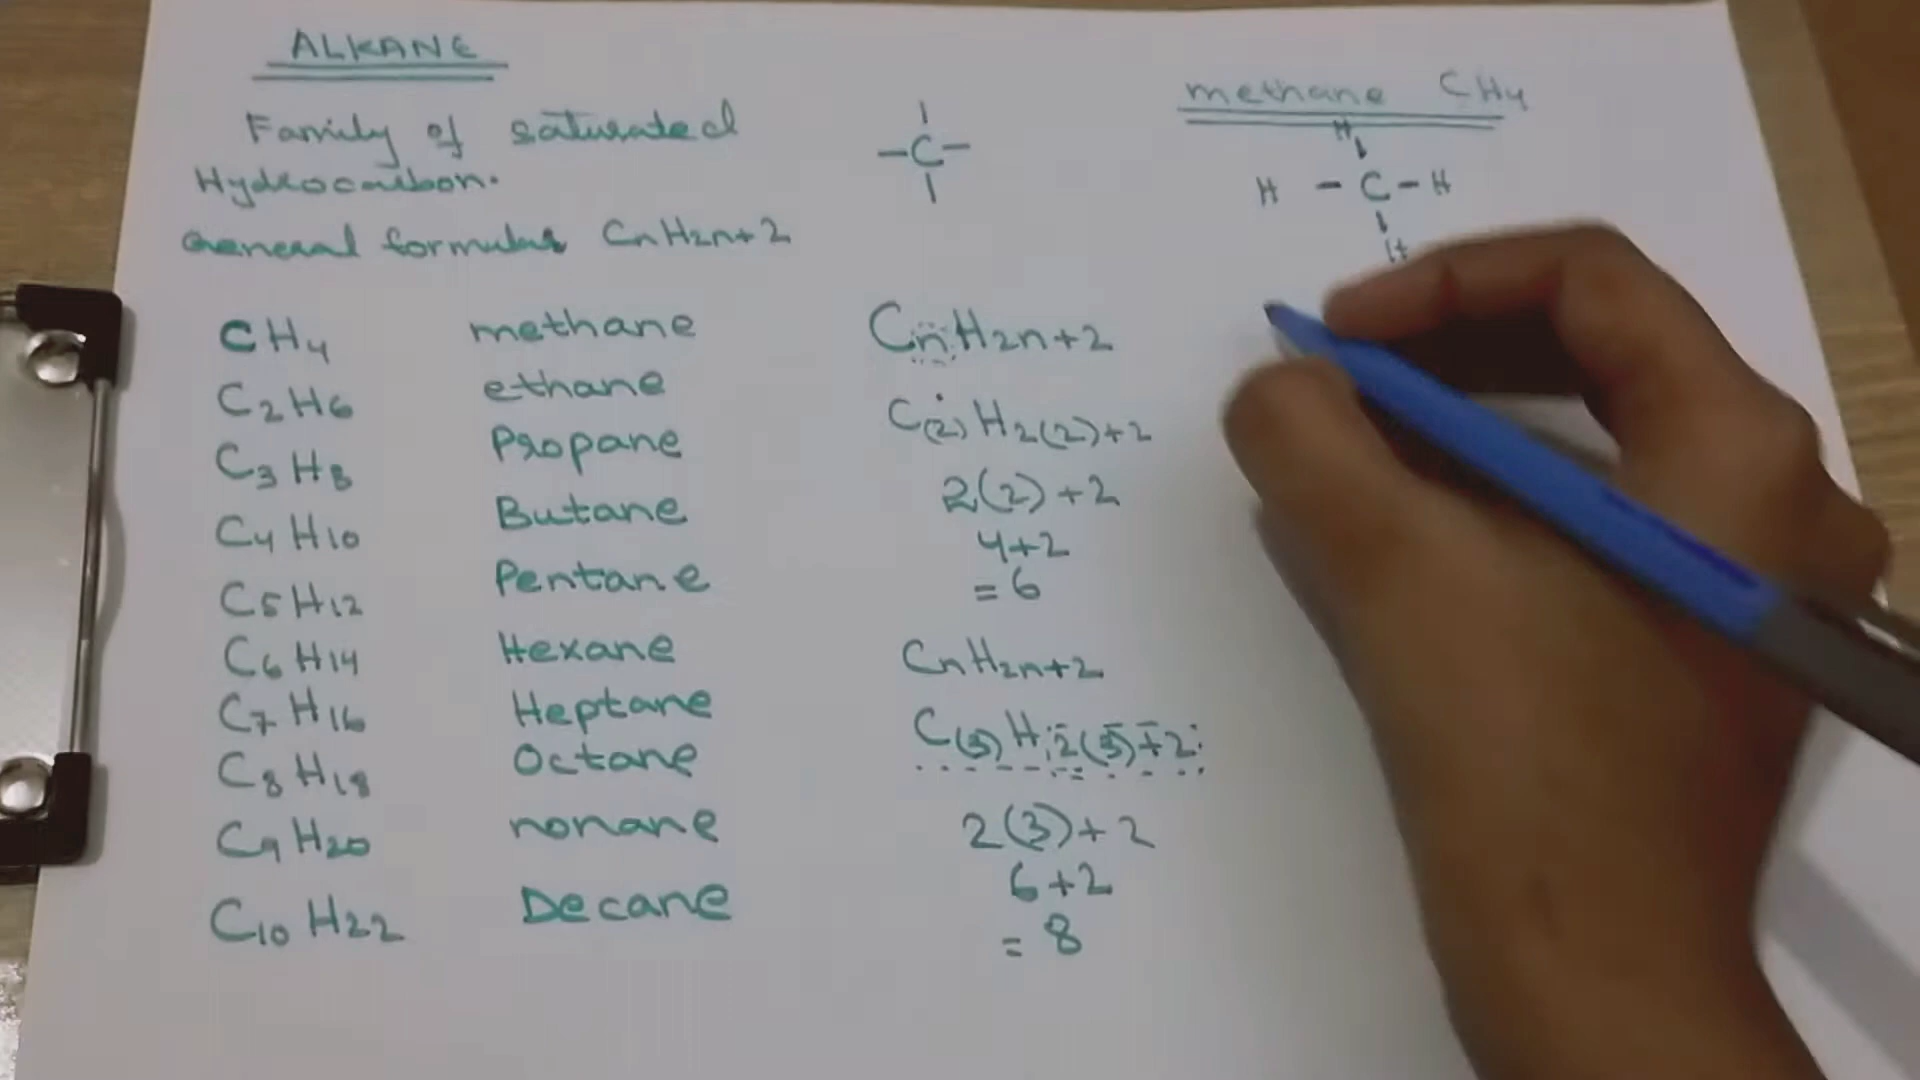 ALKANE
Family of saturated
Hydrocarbon.
General formula CnH2n+2
CH4 methane
C2H6 ethane
C3H8 Propane
C4H10 Butane
C5H12 Pentane
C6H14 Hexane
C7H16 Heptane
C8H18 Octane
C9H20 nonane
C10H22 Decane
–C–
CnH2n+2
C(2)H2(2)+2
2(2)+2
4+2
=6
CnH2n+2
C(3)H2(3)+2
2(3)+2
6+2
=8
methane CH4
H
H –C–H
H